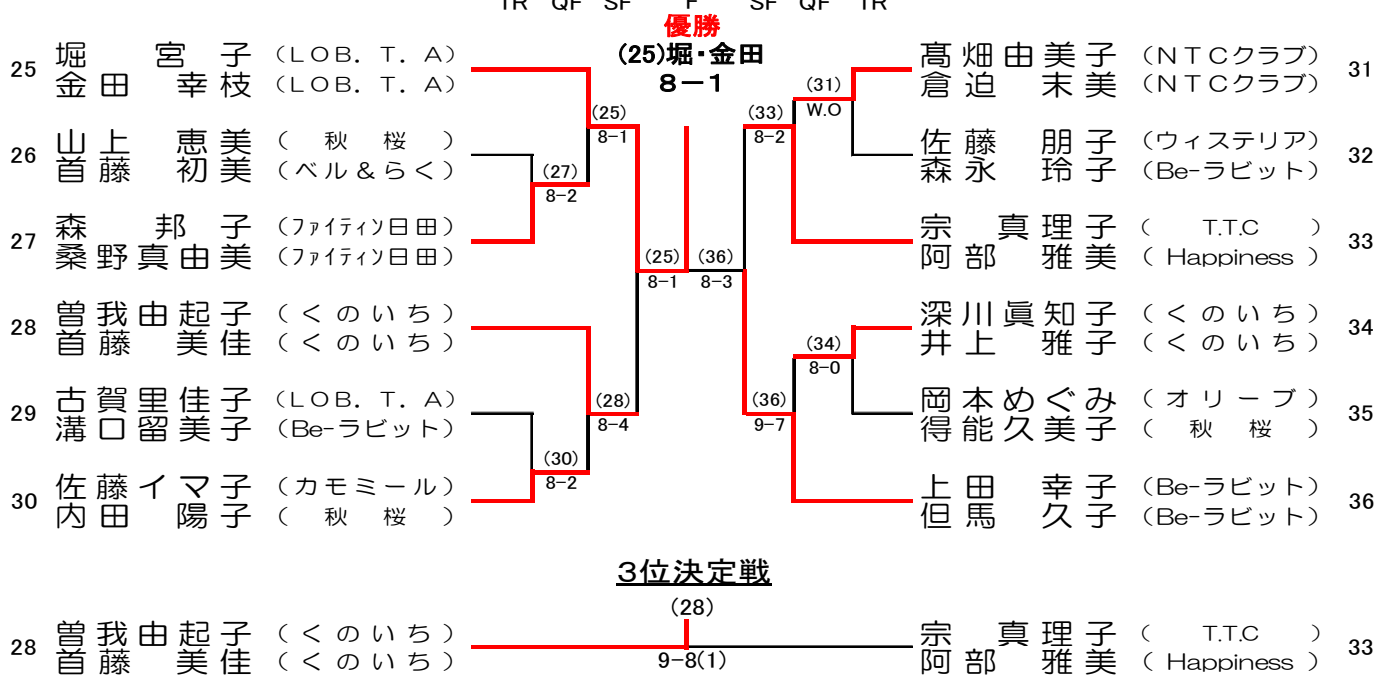 1R QF SF F SF QF 1R
優勝
(25)堀・金田
8－1
25 堀 宮 子 (LOB. T. A)
金 田 幸 枝 (LOB. T. A)
26 山 上 恵 美 ( 秋 桜 )
首 藤 初 美 (ベル＆らく)
27 森 邦 子 (ファイティン日田)
桑 野 真 由 美 (ファイティン日田)
28 曽 我 由 起 子 (くのいち)
首 藤 美 佳 (くのいち)
29 古 賀 里 佳 子 (LOB. T. A)
溝 口 留 美 子 (Be-ラビット)
30 佐 藤 イ マ 子 (カモミール)
内 田 陽 子 ( 秋 桜 )
(27)
8-2
(30)
8-2
(25)
8-1
(28)
8-4
(25)
8-1
(36)
8-3
(33)
8-2
(36)
9-7
(31)
W.O
(34)
8-0
髙 畑 由 美 子 (NTCクラブ) 31
倉 迫 末 美 (NTCクラブ)
佐 藤 朋 子 (ウィステリア) 32
森 永 玲 子 (Be-ラビット)
宗 真 理 子 ( T.T.C ) 33
阿 部 雅 美 ( Happiness )
深 川 眞 知 子 (くのいち) 34
井 上 雅 子 (くのいち)
岡 本 め ぐ み (オリーブ) 35
得 能 久 美 子 ( 秋 桜 )
上 田 幸 子 (Be-ラビット) 36
但 馬 久 子 (Be-ラビット)
3位決定戦
28 曽 我 由 起 子 (くのいち)
首 藤 美 佳 (くのいち)
(28)
9-8(1)
宗 真 理 子 ( T.T.C ) 33
阿 部 雅 美 ( Happiness )